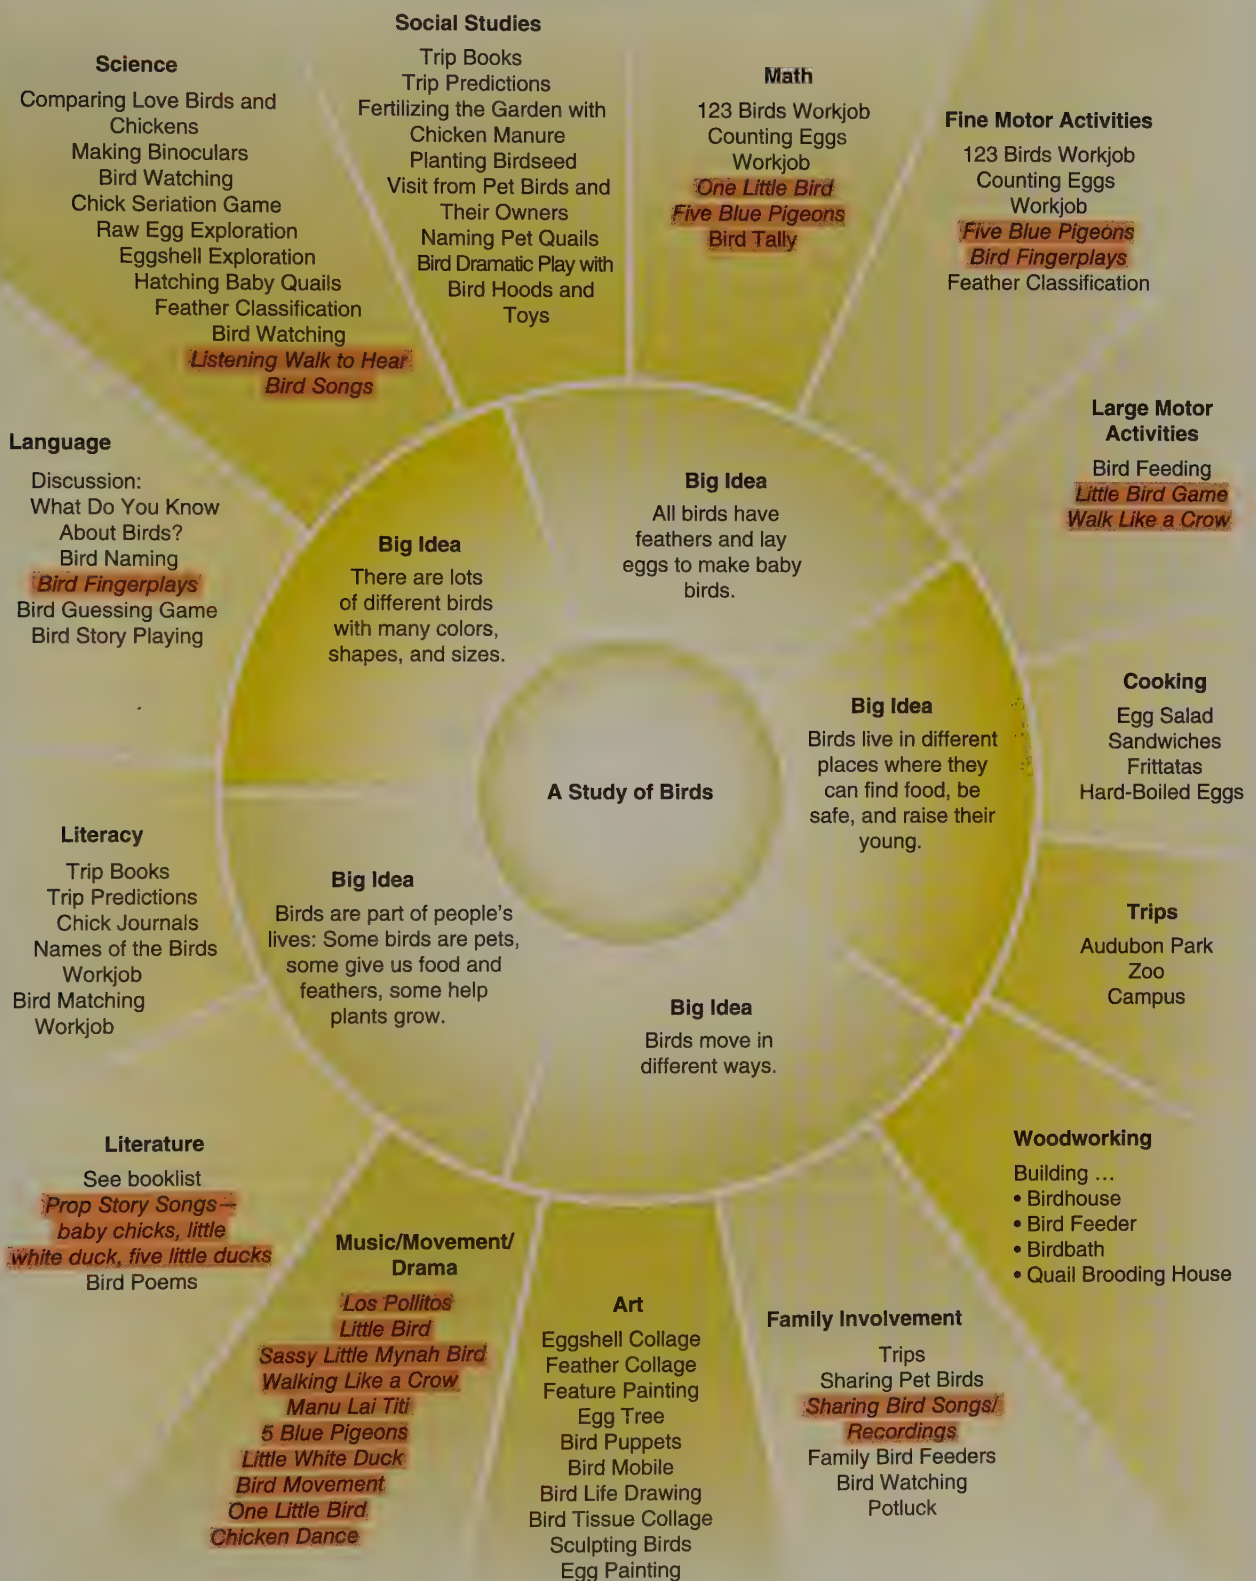 Social Studies
Trip Books
Trip Predictions
Fertilizing the Garden with
Chicken Manure
Planting Birdseed
Visit from Pet Birds and
Their Owners
Naming Pet Quails
Bird Dramatic Play with
Bird Hoods and
Toys
Science
Comparing Love Birds and
Chickens
Making Binoculars
Bird Watching
Chick Seriation Game
Raw Egg Exploration
Eggshell Exploration
Hatching Baby Quails
Feather Classification
Bird Watching
Listening Walk to Hear
Bird Songs
Math
123 Birds Workjob
Counting Eggs
Workjob
One Little Bird
Five Blue Pigeons
Bird Tally
Fine Motor Activities
123 Birds Workjob
Counting Eggs
Workjob
Five Blue Pigeons
Bird Fingerplays
Feather Classification
Large Motor
Activities
Bird Feeding
Little Bird Game
Walk Like a Crow
Language
Discussion:
What Do You Know
About Birds?
Bird Naming
Bird Fingerplays
Bird Guessing Game
Bird Story Playing
Big Idea
There are lots
of different birds
with many colors,
shapes, and sizes.
Big Idea
All birds have
feathers and lay
eggs to make baby
birds.
Big Idea
Birds live in different
places where they
can find food, be
safe, and raise their
young.
A Study of Birds
Big Idea
Birds are part of people's
lives: Some birds are pets,
some give us food and
feathers, some help
plants grow.
Big Idea
Birds move in
different ways.
Cooking
Egg Salad
Sandwiches
Frittatas
Hard-Boiled Eggs
Literacy
Trip Books
Trip Predictions
Chick Journals
Names of the Birds
Workjob
Bird Matching
Workjob
Trips
Audubon Park
Zoo
Campus
Woodworking
Building ...
• Birdhouse
• Bird Feeder
• Birdbath
• Quail Brooding House
Literature
See booklist
Prop Story Songs—
baby chicks, little
white duck, five little ducks
Bird Poems
Music/Movement/
Drama
Los Pollitos
Little Bird
Sassy Little Mynah Bird
Walking Like a Crow
Manu Lai Titi
5 Blue Pigeons
Little White Duck
Bird Movement
One Little Bird
Chicken Dance
Art
Eggshell Collage
Feather Collage
Feature Painting
Egg Tree
Bird Puppets
Bird Mobile
Bird Life Drawing
Bird Tissue Collage
Sculpting Birds
Egg Painting
Family Involvement
Trips
Sharing Pet Birds
Sharing Bird Songs/
Recordings
Family Bird Feeders
Bird Watching
Potluck